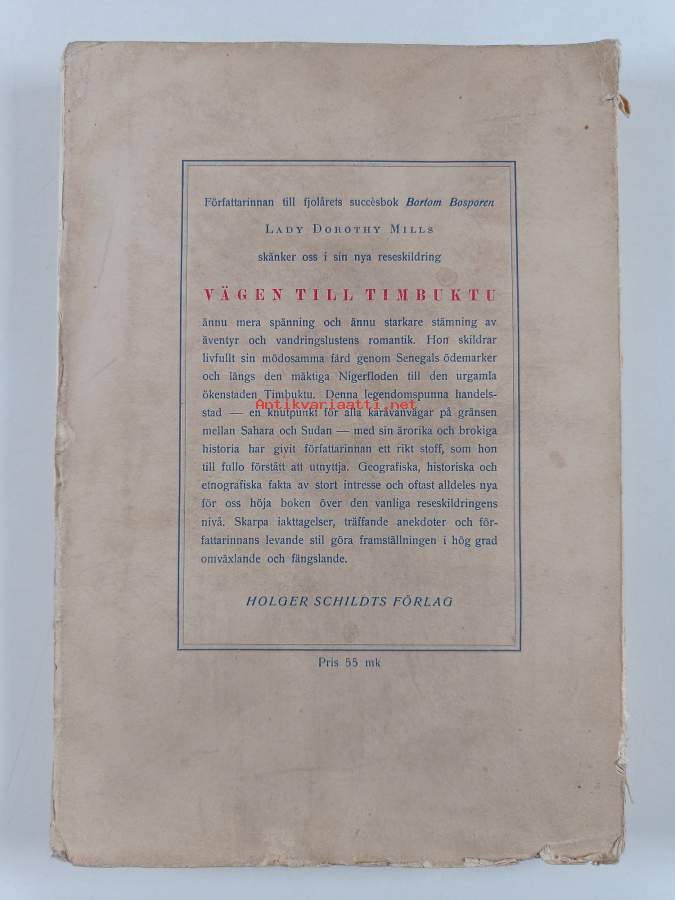 Författarinnan till fjolårets succèsbok Bortom Bosporen
LADY DOROTHY MILLS
skänker oss i sin nya reseskildring
VÄGEN TILL TIMBUKTU
ännu mera spänning och ännu starkare stämning av
äventyr och vandringslustens romantik. Hon skildrar
livfullt sin mödosamma färd genom Senegals ödemarker
och längs den mäktiga Nigerfloden till den urgamla
ökenstaden Timbuktu. Denna legendomspunna handels-
Antikvariaatti.net
stad — en knutpunkt för alla karavanvägar på gränsen
mellan Sahara och Sudan — med sin ärorika och brokiga
historia har givit författarinnan ett rikt stoff, som hon
till fullo förstått att utnyttja. Geografiska, historiska och
etnografiska fakta av stort intresse och oftast alldeles nya
för oss höja boken över den vanliga reseskildringens
nivå. Skarpa iakttagelser, träffande anekdoter och för-
fattarinnans levande stil göra framställningen i hög grad
omväxlande och fängslande.
HOLGER SCHILDTS FÖRLAG
Pris 55 mk